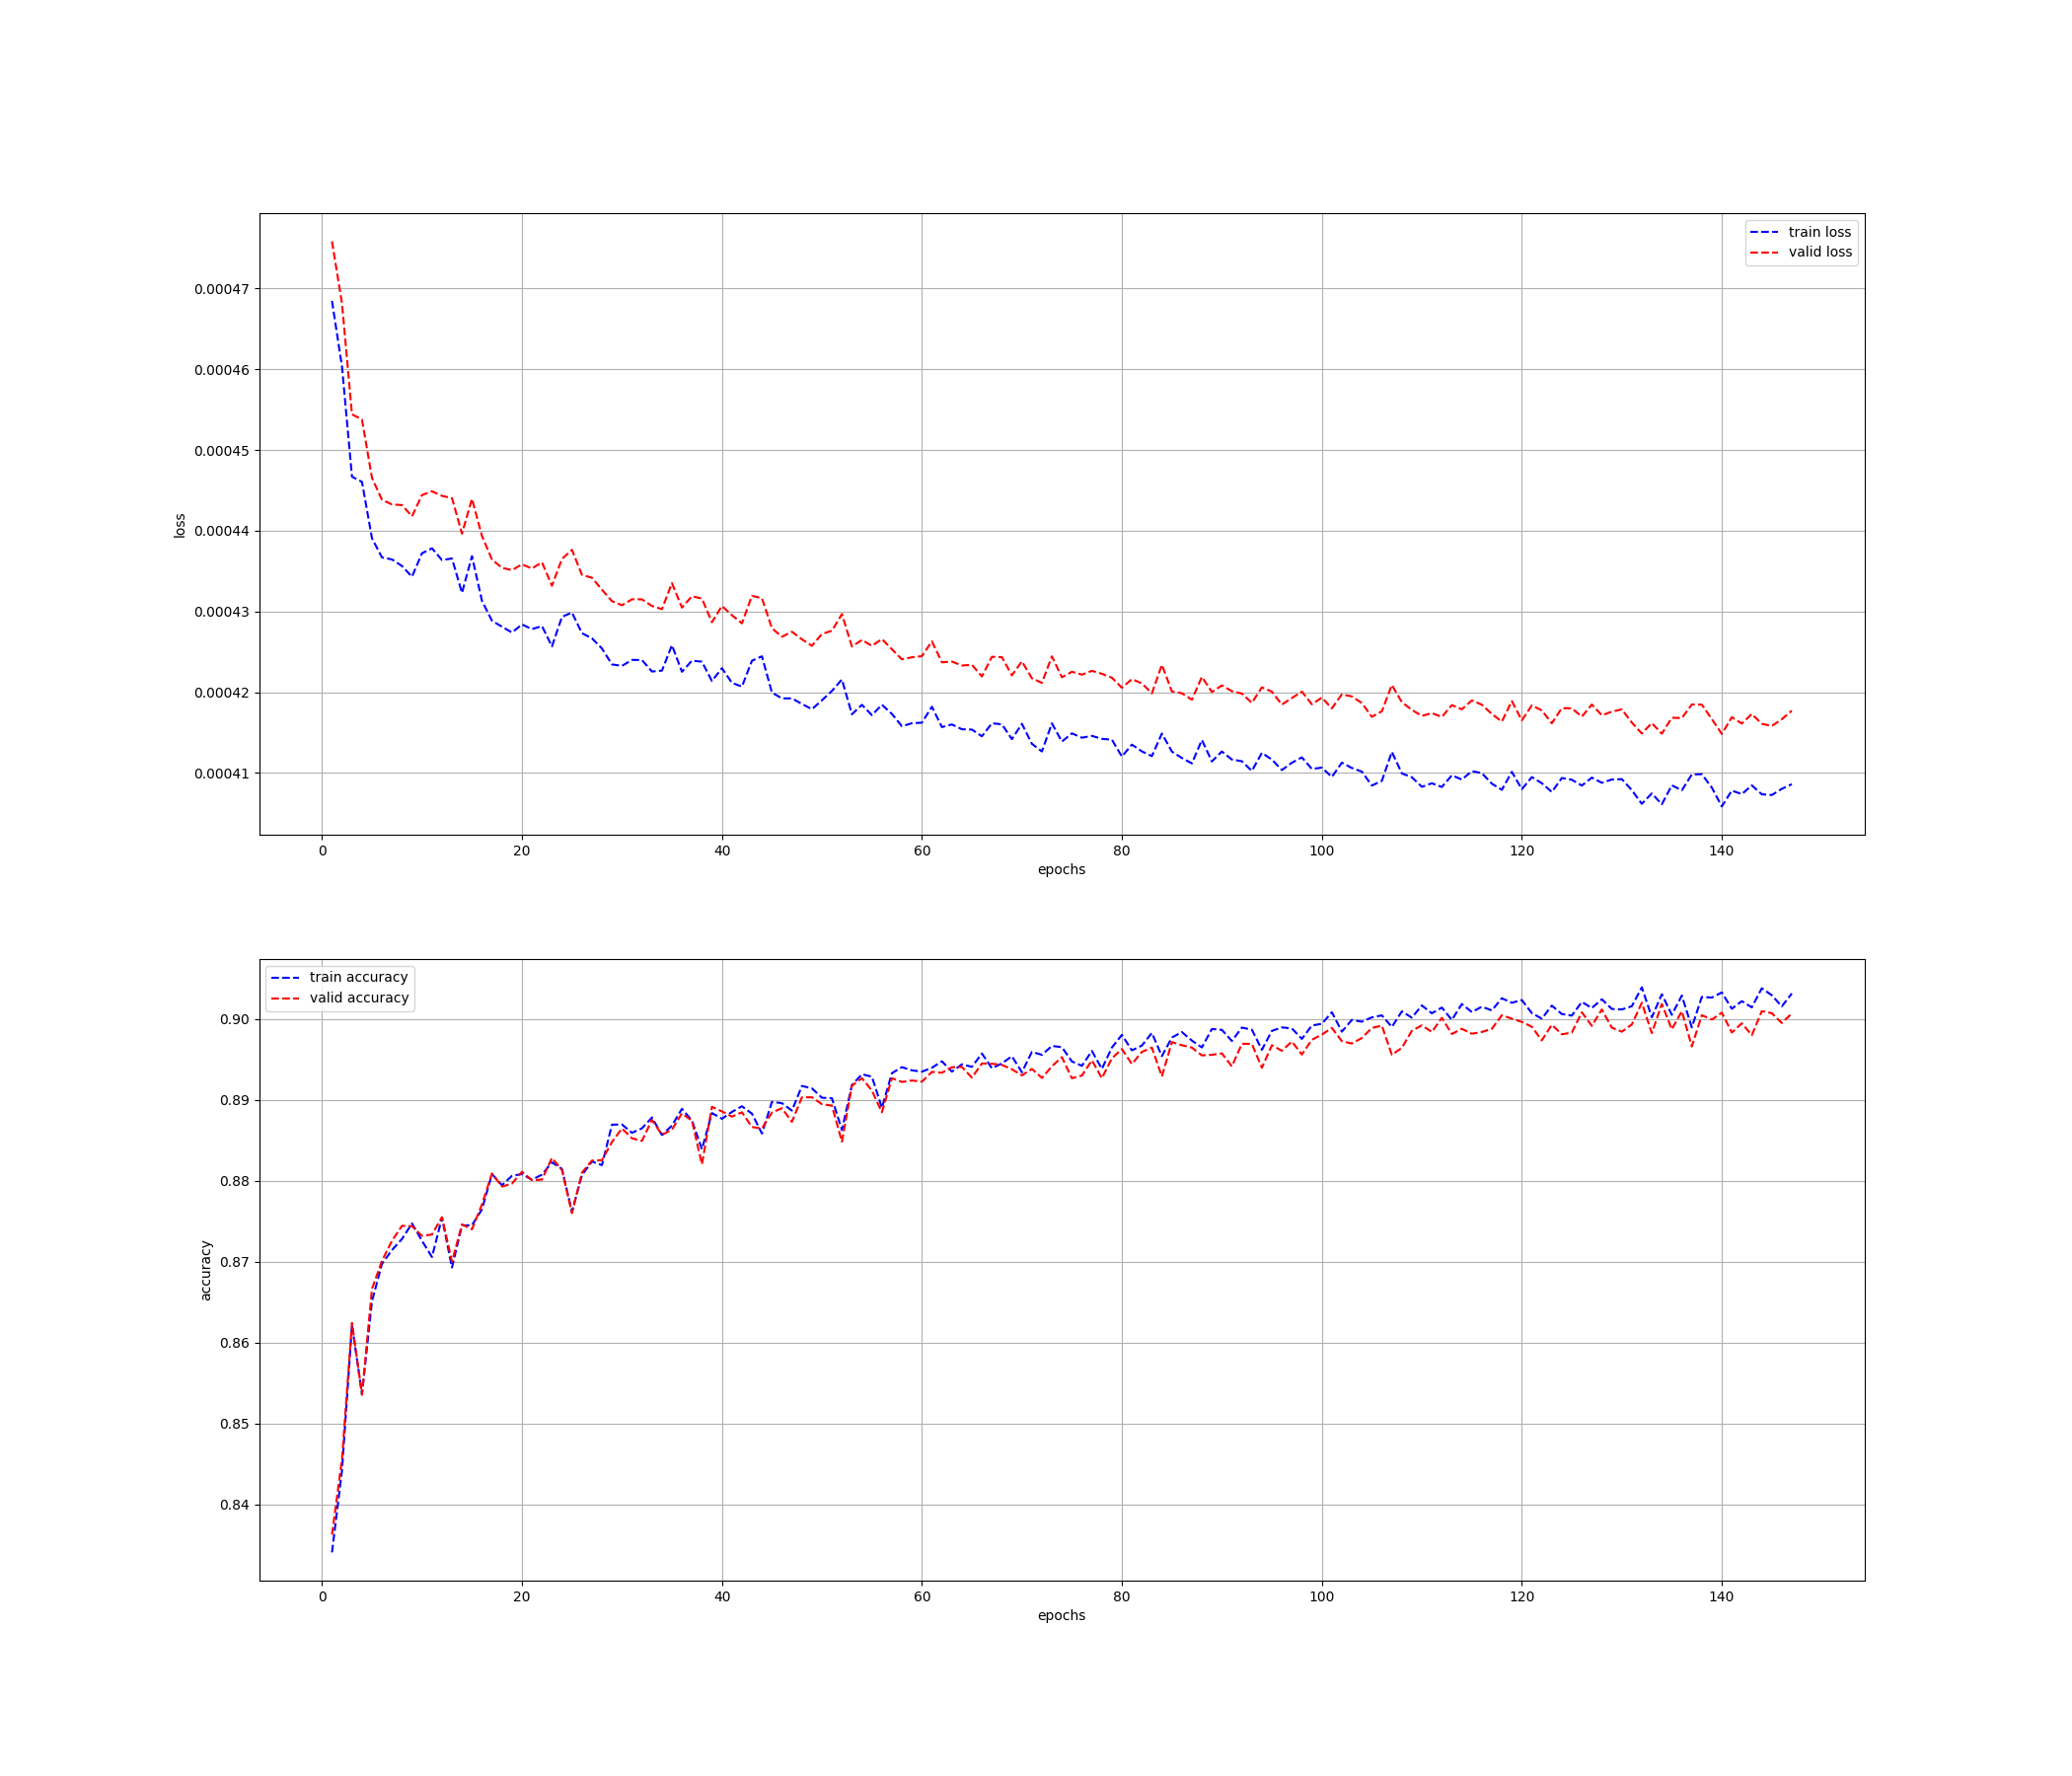 train loss
valid loss
0.00047
0.00046
0.00045
0.00044
0.00043
0.00042
0.00041
loss
0 20 40 60 80 100 120 140
epochs
train accuracy
valid accuracy
0.90
0.89
0.88
0.87
0.86
0.85
0.84
accuracy
0 20 40 60 80 100 120 140
epochs